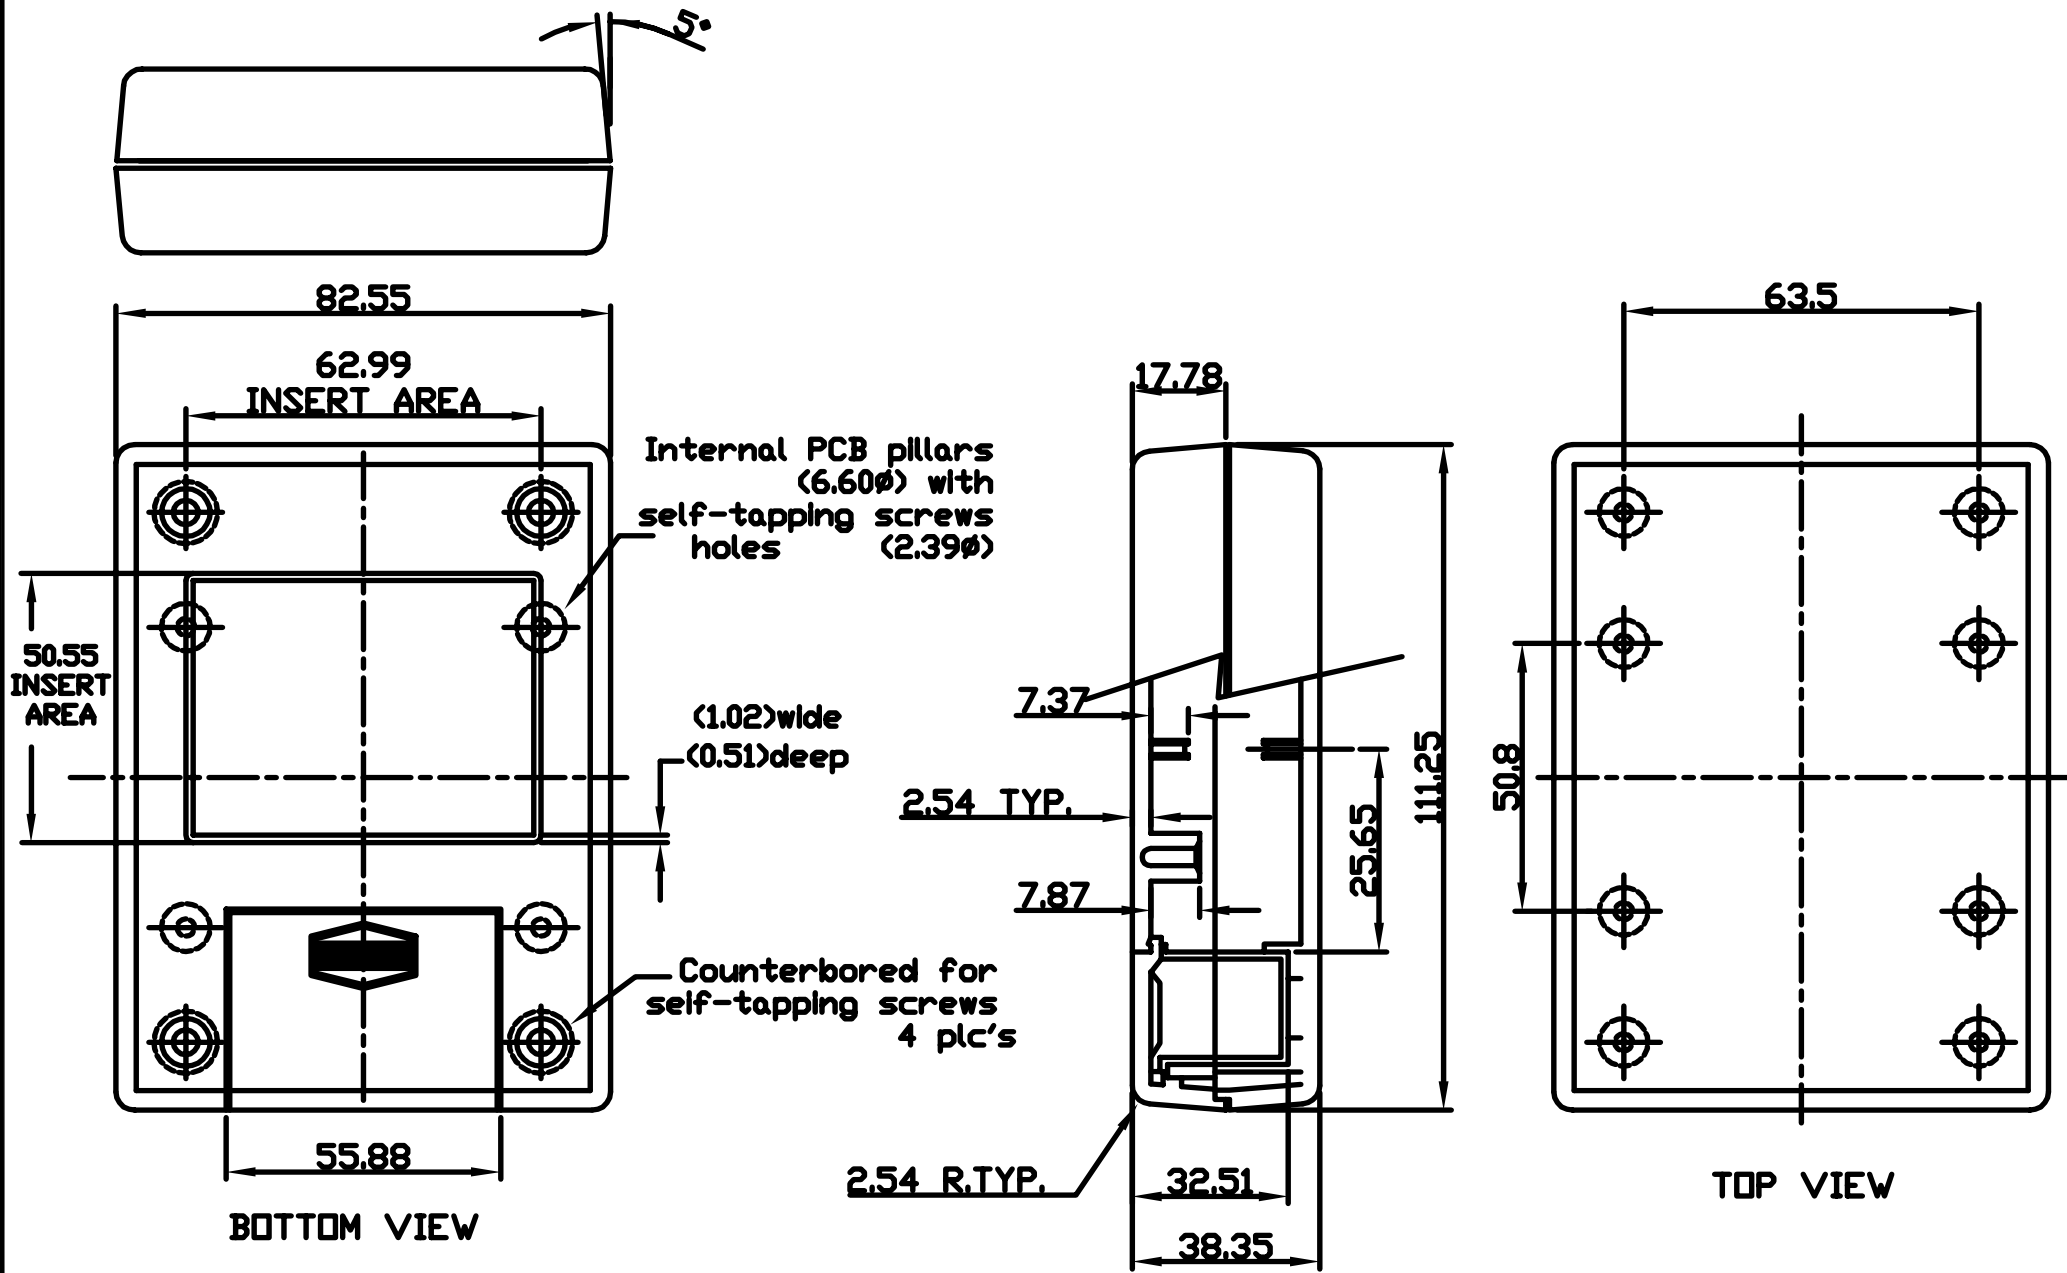 5°
82.55
62.99
INSERT AREA
Internal PCB pillars
(6.60ø) with
self-tapping screws
holes (2.39ø)
50.55
INSERT
AREA
(1.02)wide
(0.51)deep
Counterbored for
self-tapping screws
4 plc's
55.88
BOTTOM VIEW
17.78
7.37
2.54 TYP.
7.87
25.65
111.25
2.54 R.TYP.
32.51
38.35
63.5
50.8
TOP VIEW